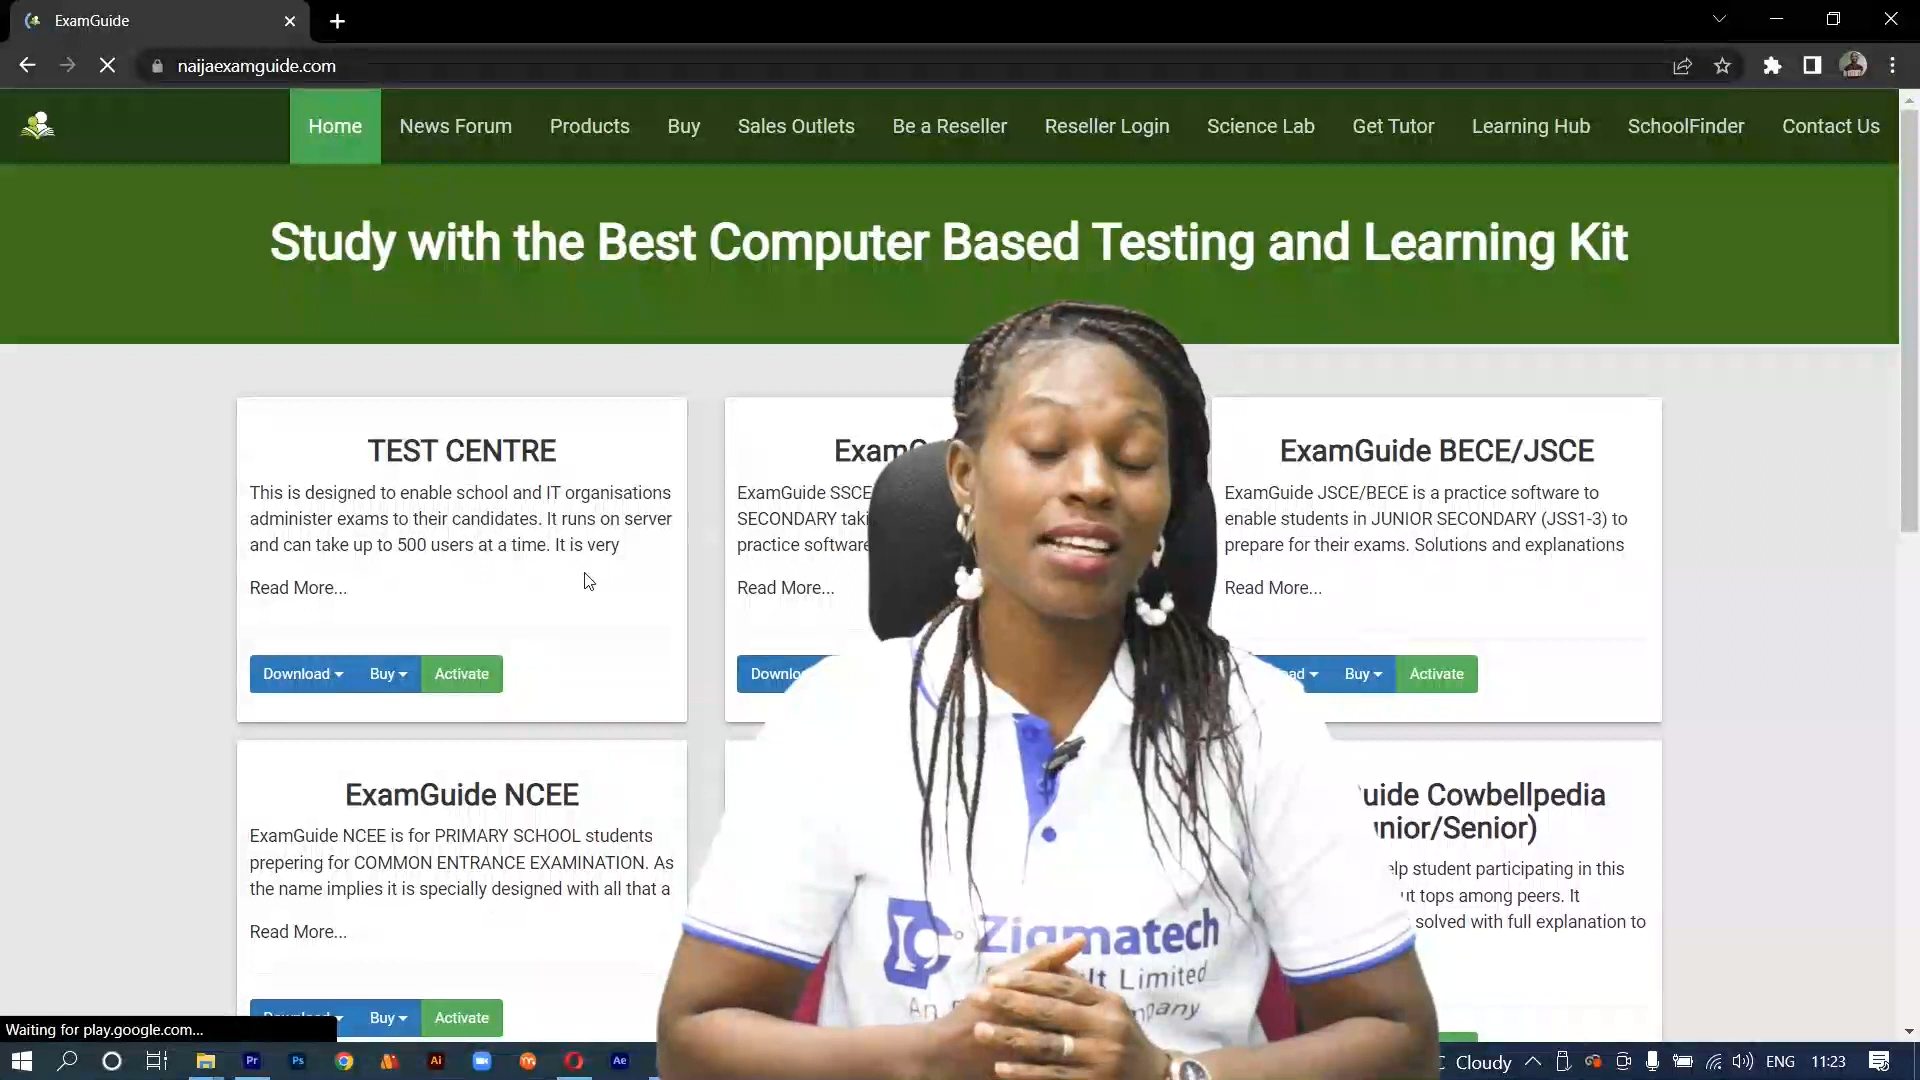 ExamGuide
naijaexamguide.com
Home News Forum Products Buy Sales Outlets Be a Reseller Reseller Login Science Lab Get Tutor Learning Hub SchoolFinder Contact Us
Study with the Best Computer Based Testing and Learning Kit
TEST CENTRE
This is designed to enable school and IT organisations
administer exams to their candidates. It runs on server
and can take up to 500 users at a time. It is very
Read More...
Download Buy Activate
ExamGuide SSCE
SECONDARY
practice software
Read More...
ExamGuide BECE/JSCE
ExamGuide JSCE/BECE is a practice software to
enable students in JUNIOR SECONDARY (JSS1-3) to
prepare for their exams. Solutions and explanations
Read More...
Buy Activate
ExamGuide NCEE
ExamGuide NCEE is for PRIMARY SCHOOL students
prepering for COMMON ENTRANCE EXAMINATION. As
the name implies it is specially designed with all that a
Read More...
Buy Activate
Cowbellpedia
student participating in this
tops among peers. It
solved with full explanation to
Zigmatech
Limited
An
Waiting for play.google.com...
Pr Ps Ai Ae
Cloudy ENG 11:23